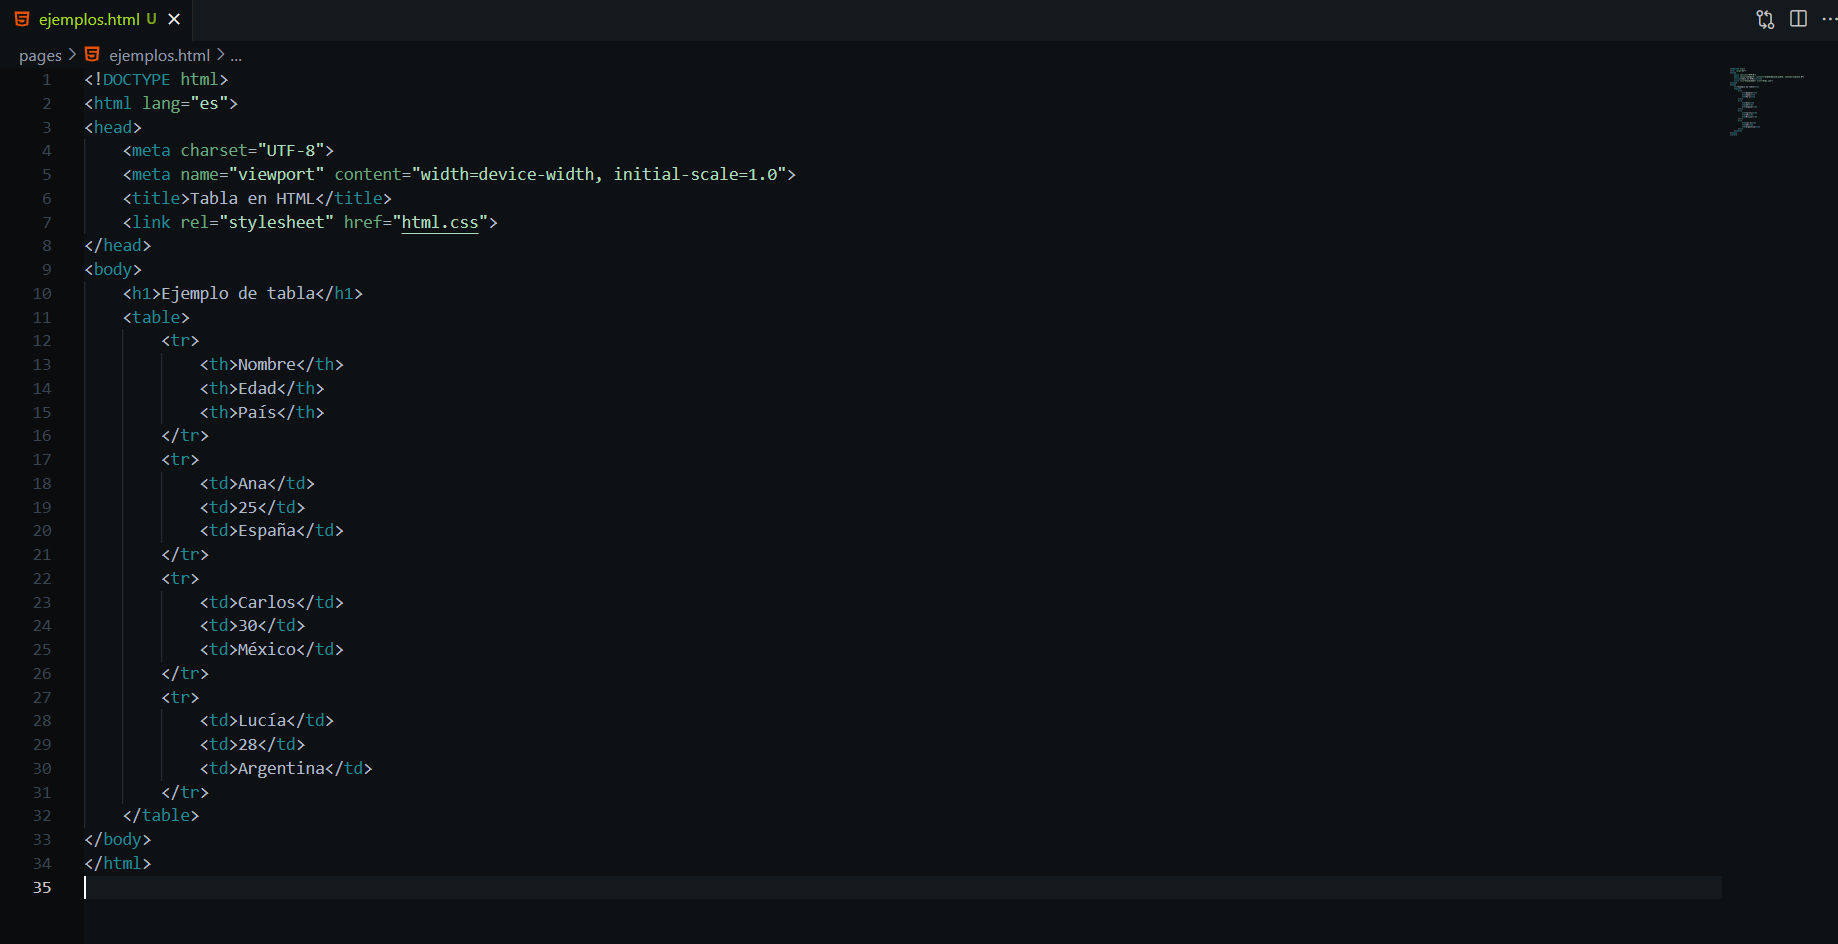 ejemplos.html U
pages > ejemplos.html > ...
1 <!DOCTYPE html>
2 <html lang="es">
3 <head>
4     <meta charset="UTF-8">
5     <meta name="viewport" content="width=device-width, initial-scale=1.0">
6     <title>Tabla en HTML</title>
7     <link rel="stylesheet" href="html.css">
8 </head>
9 <body>
10     <h1>Ejemplo de tabla</h1>
11     <table>
12         <tr>
13             <th>Nombre</th>
14             <th>Edad</th>
15             <th>País</th>
16         </tr>
17         <tr>
18             <td>Ana</td>
19             <td>25</td>
20             <td>España</td>
21         </tr>
22         <tr>
23             <td>Carlos</td>
24             <td>30</td>
25             <td>México</td>
26         </tr>
27         <tr>
28             <td>Lucía</td>
29             <td>28</td>
30             <td>Argentina</td>
31         </tr>
32     </table>
33 </body>
34 </html>
35